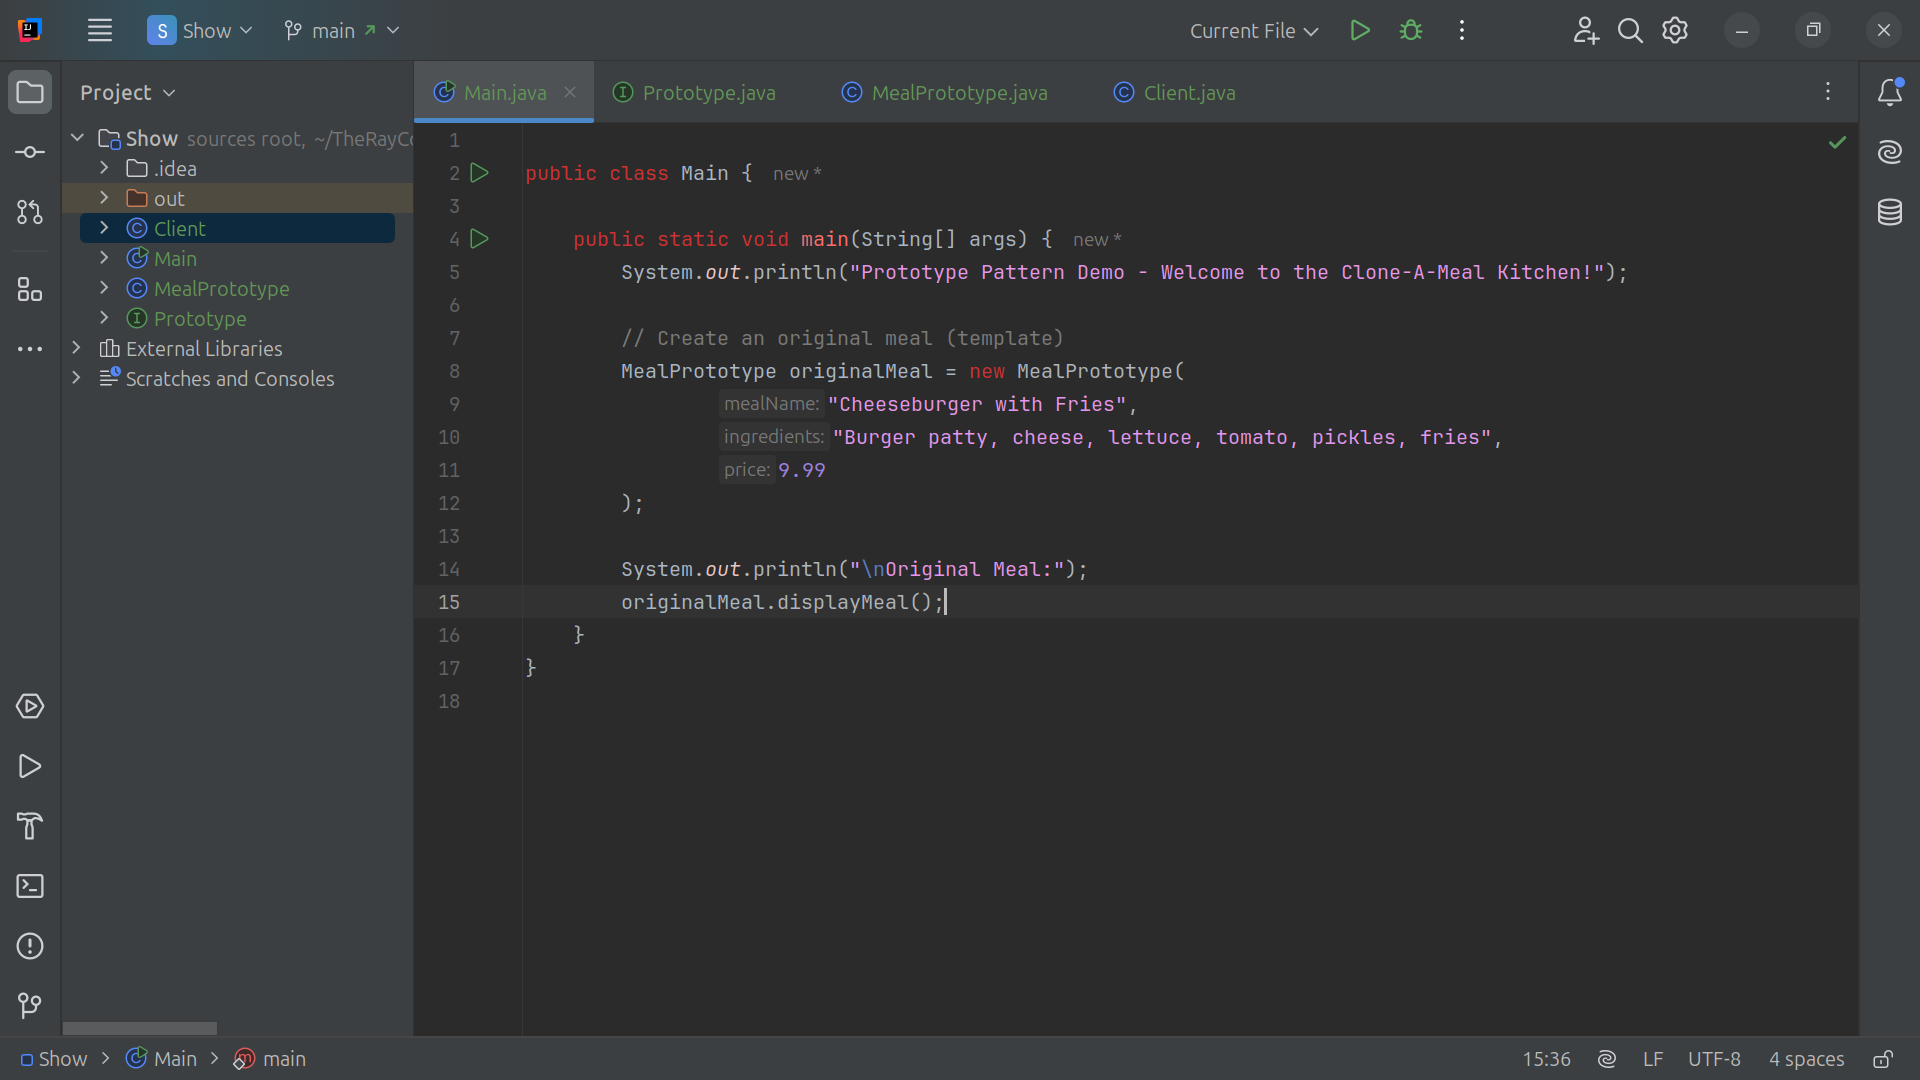 S Show main Current File
Project
Main.java Prototype.java MealPrototype.java Client.java
Show sources root, ~/TheRayCo
.idea
out
Client
Main
MealPrototype
Prototype
External Libraries
Scratches and Consoles
1
2 public class Main { new *
3
4 public static void main(String[] args) { new *
5 System.out.println("Prototype Pattern Demo - Welcome to the Clone-A-Meal Kitchen!");
6
7 // Create an original meal (template)
8 MealPrototype originalMeal = new MealPrototype(
9 mealName: "Cheeseburger with Fries",
10 ingredients: "Burger patty, cheese, lettuce, tomato, pickles, fries",
11 price: 9.99
12 );
13
14 System.out.println("\nOriginal Meal:");
15 originalMeal.displayMeal();
16 }
17 }
18
Show Main main
15:36 LF UTF-8 4 spaces